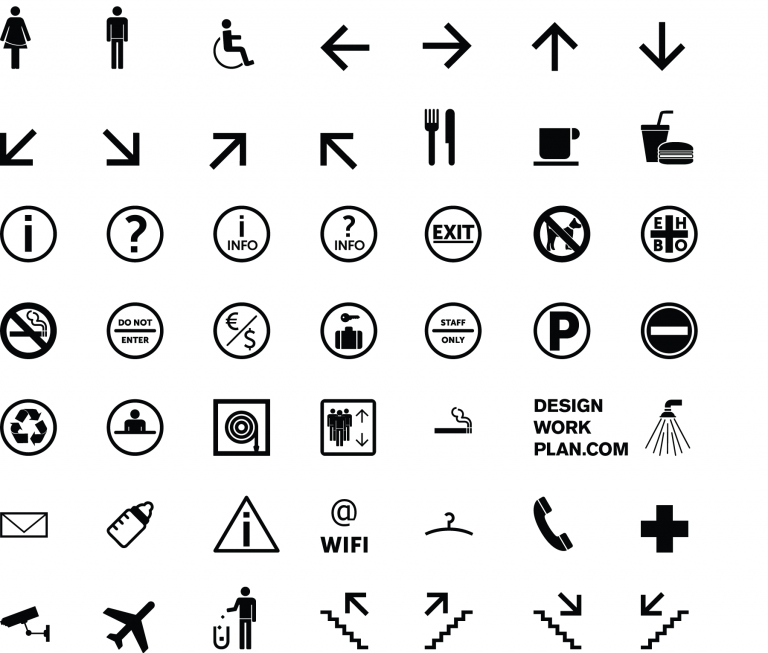 i
?
i
INFO
?
INFO
EXIT
E H
B O
DO NOT
ENTER
€/$
STAFF
ONLY
P
DESIGN
WORK
PLAN.COM
i
@
WIFI